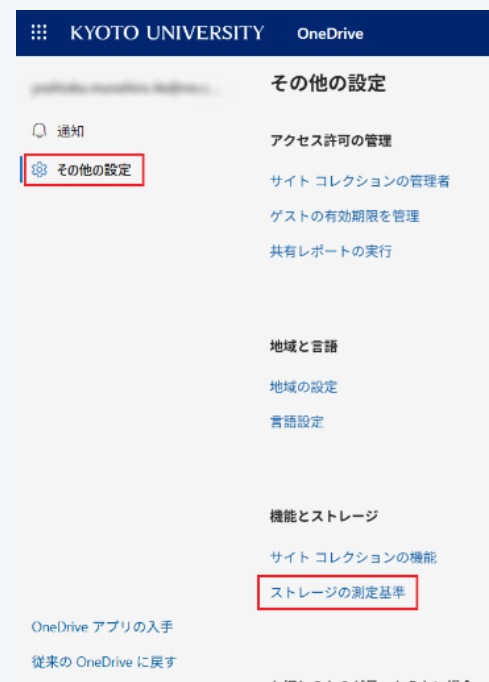 KYOTO UNIVERSITY OneDrive
その他の設定
通知
その他の設定
アクセス許可の管理
サイト コレクションの管理者
ゲストの有効期限を管理
共有レポートの実行
地域と言語
地域の設定
言語設定
機能とストレージ
サイト コレクションの機能
ストレージの測定基準
OneDrive アプリの入手
従来の OneDrive に戻す